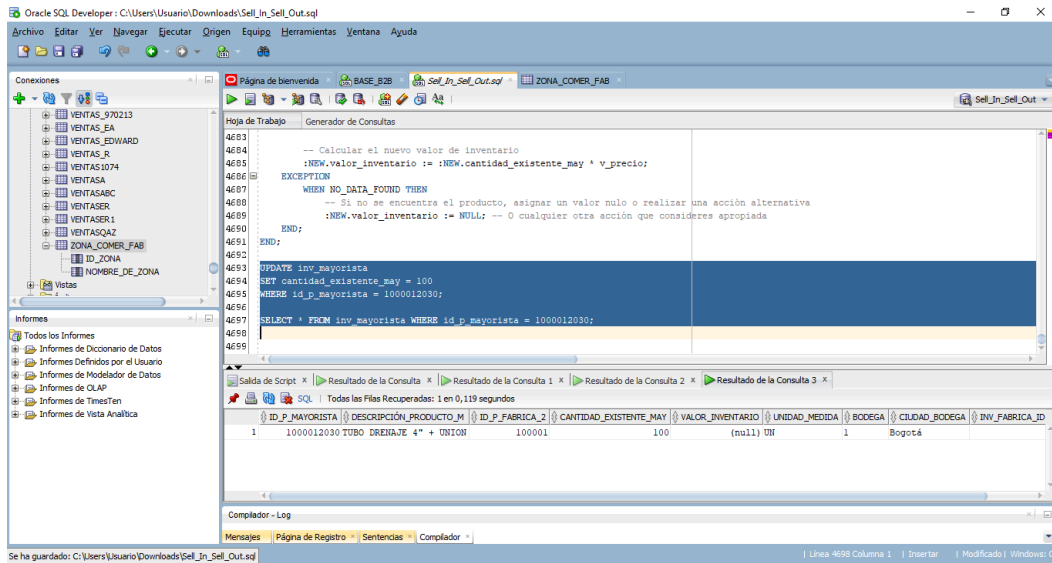 Oracle SQL Developer : C:\Users\Usuario\Downloads\Sell_In_Sell_Out.sql
Archivo Editar Ver Navegar Ejecutar Origen Equipo Herramientas Ventana Ayuda
Conexiones
VENTAS_970213
VENTAS_EA
VENTAS_EDWARD
VENTAS_R
VENTAS1074
VENTASA
VENTASABC
VENTASER
VENTASER1
VENTASQAZ
ZONA_COMER_FAB
ID_ZONA
NOMBRE_DE_ZONA
Vistas
Informes
Todos los Informes
Informes de Diccionario de Datos
Informes Definidos por el Usuario
Informes de Modelador de Datos
Informes de OLAP
Informes de TimesTen
Informes de Vista Analítica
Página de bienvenida BASE_B2B Sell_In_Sell_Out.sql ZONA_COMER_FAB
Sell_In_Sell_Out
Hoja de Trabajo Generador de Consultas
4683
4684 -- Calcular el nuevo valor de inventario
4685 :NEW.valor_inventario := :NEW.cantidad_existente_may * v_precio;
4686 EXCEPTION
4687 WHEN NO_DATA_FOUND THEN
4688 -- Si no se encuentra el producto, asignar un valor nulo o realizar una acción alternativa
4689 :NEW.valor_inventario := NULL; -- O cualquier otra acción que consideres apropiada
4690 END;
4691 END;
4692
4693 UPDATE inv_mayorista
4694 SET cantidad_existente_may = 100
4695 WHERE id_p_mayorista = 1000012030;
4696
4697 SELECT * FROM inv_mayorista WHERE id_p_mayorista = 1000012030;
4698
4699
Salida de Script x Resultado de la Consulta x Resultado de la Consulta 1 x Resultado de la Consulta 2 x Resultado de la Consulta 3 x
SQL | Todas las Filas Recuperadas: 1 en 0,119 segundos
ID_P_MAYORISTA DESCRIPCIÓN_PRODUCTO_M ID_P_FABRICA_2 CANTIDAD_EXISTENTE_MAY VALOR_INVENTARIO UNIDAD_MEDIDA BODEGA CIUDAD_BODEGA INV_FABRICA_ID
1 1000012030 TUBO DRENAJE 4" + UNION 100001 100 (null) UN 1 Bogotá
Compilador - Log
Mensajes Página de Registro Sentencias Compilador
Se ha guardado: C:\Users\Usuario\Downloads\Sell_In_Sell_Out.sql
| Línea 4698 Columna 1 | Insertar | Modificado | Windows: